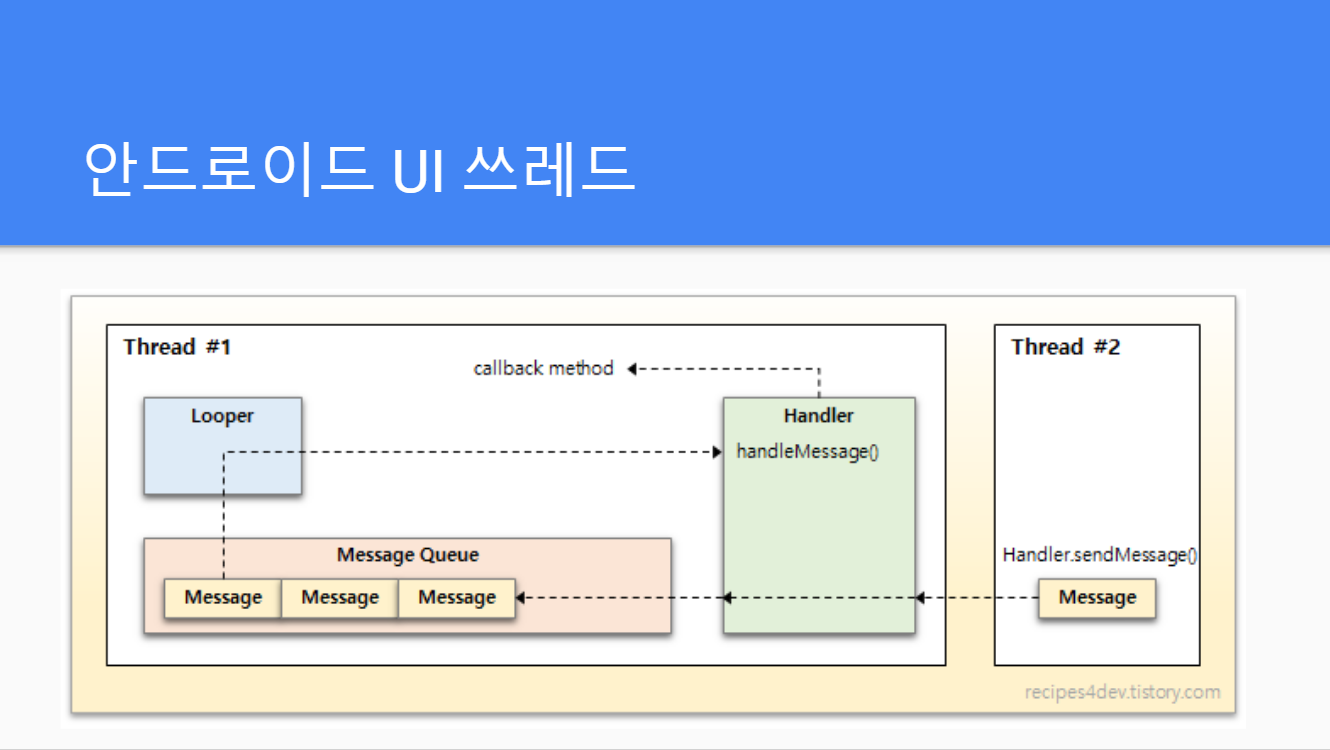 안드로이드 UI 쓰레드
Thread #1
callback method
Looper
Handler
handleMessage()
Message Queue
Message Message Message
Thread #2
Handler.sendMessage()
Message
recipes4dev.tistory.com